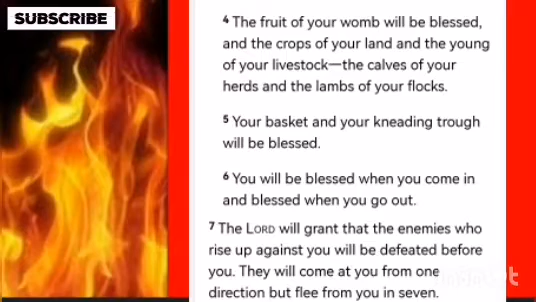 SUBSCRIBE
4 The fruit of your womb will be blessed,
and the crops of your land and the young
of your livestock—the calves of your
herds and the lambs of your flocks.
5 Your basket and your kneading trough
will be blessed.
6 You will be blessed when you come in
and blessed when you go out.
7 The LORD will grant that the enemies who
rise up against you will be defeated before
you. They will come at you from one
direction but flee from you in seven.